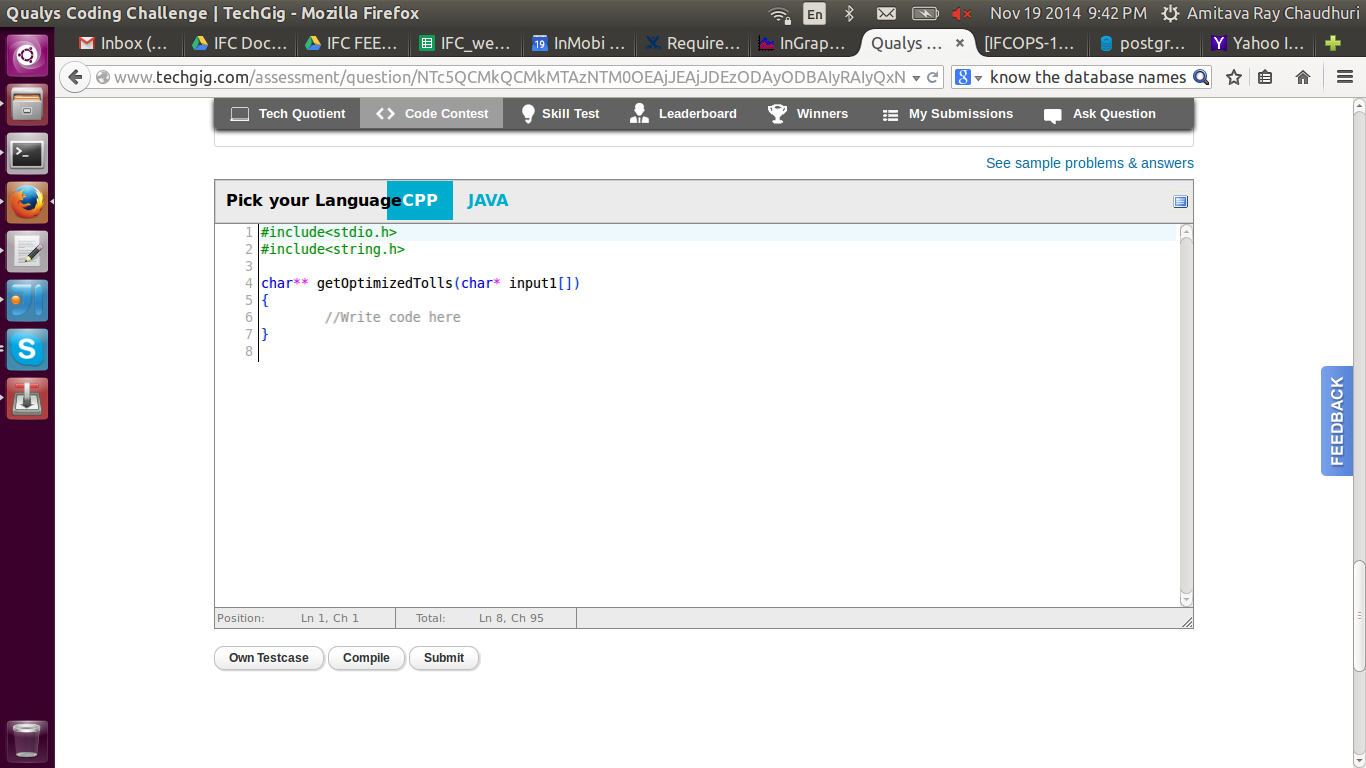 Qualys Coding Challenge | TechGig - Mozilla Firefox En Nov 19 2014 9:42 PM Amitava Ray Chaudhuri
Inbox (... IFC Doc... IFC FEE... IFC_we... 19 InMobi ... Require... InGrap... Qualys ... × [IFCOPS-1... postgr... Yahoo I...
www.techgig.com/assessment/question/NTc5QCMkQCMkMTAzNTM0OEAjJEAjJDEzODAyODBAIyRAIyQxN 8 know the database names
Tech Quotient Code Contest Skill Test Leaderboard Winners My Submissions Ask Question
See sample problems & answers
Pick your Language CPP JAVA
1 #include<stdio.h>
2 #include<string.h>
3
4 char** getOptimizedTolls(char* input1[])
5 {
6 //Write code here
7 }
8
Position: Ln 1, Ch 1 Total: Ln 8, Ch 95
Own Testcase Compile Submit
FEEDBACK